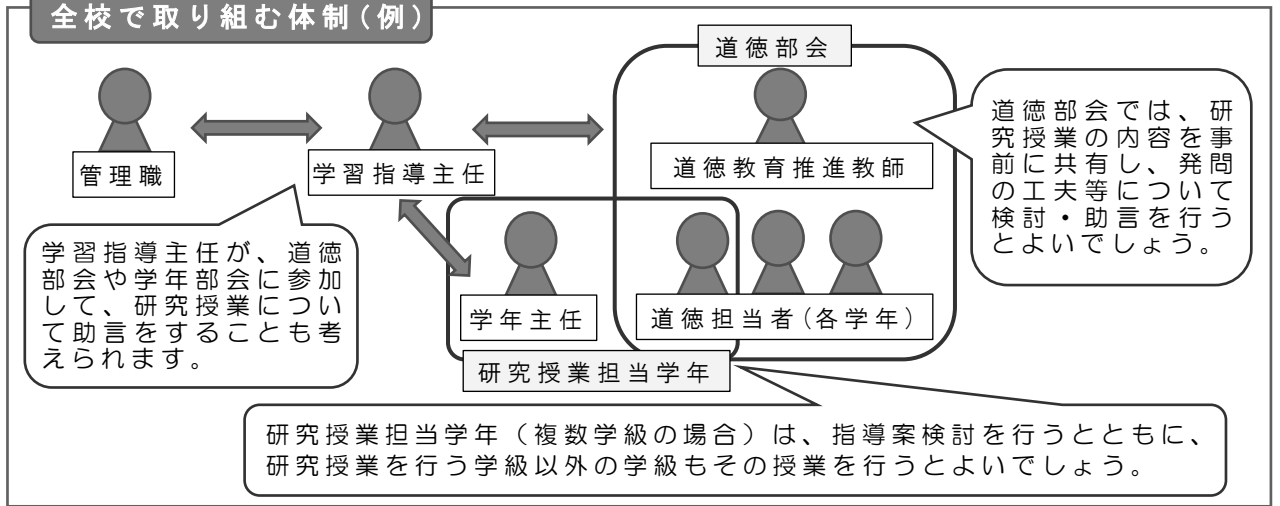 全校で取り組む体制(例)
道徳部会
管理職
学習指導主任
道徳教育推進教師
道徳部会では、研
究授業の内容を事
前に共有し、発問
の工夫等について
検討・助言を行う
とよいでしょう。
学習指導主任が、道徳
部会や学年部会に参加
して、研究授業につい
て助言をすることも考
えられます。
学年主任
道徳担当者(各学年)
研究授業担当学年
研究授業担当学年（複数学級の場合）は、指導案検討を行うとともに、
研究授業を行う学級以外の学級もその授業を行うとよいでしょう。